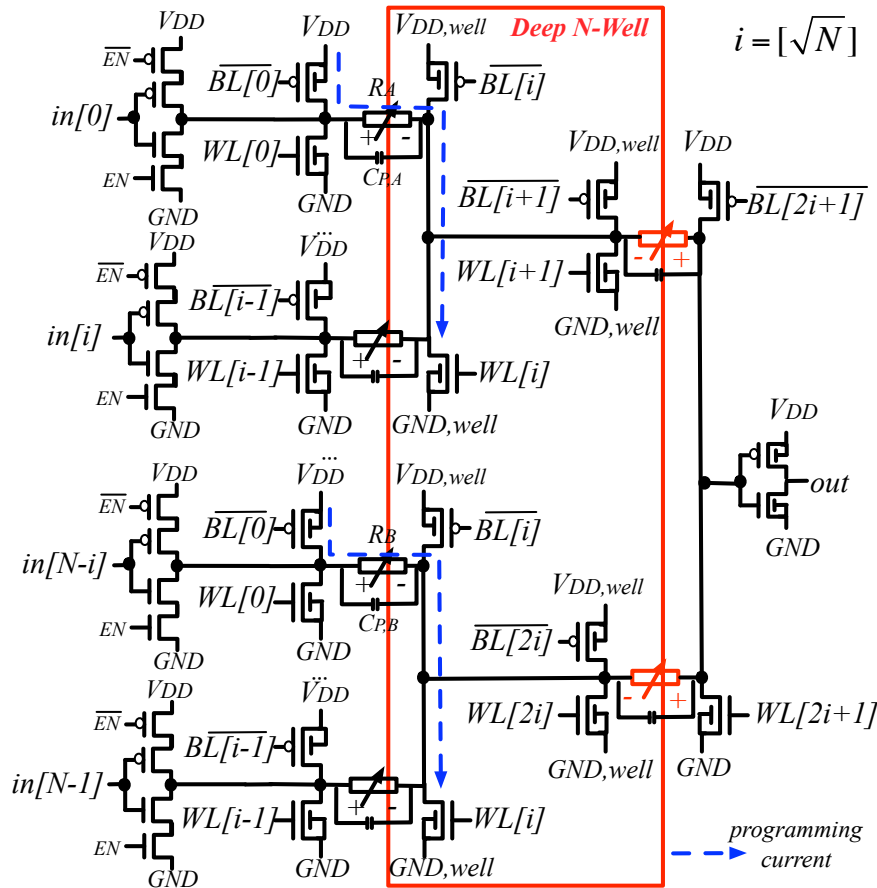 VDD VDD VDD,well Deep N-Well i = [√N]
EN BL[0] RA BL[i]
in[0] + -
WL[0] CP,A VDD,well VDD
EN
GND GND BL[i+1] BL[2i+1]
VDD ... VDD
EN BL[i-1] WL[i+1] - +
in[i] GND,well
WL[i-1] + - WL[i]
EN
GND GND GND,well VDD
... out
VDD VDD VDD,well GND
EN BL[0] RB BL[i]
in[N-i] + -
WL[0] CP,B VDD,well
EN
GND GND BL[2i]
VDD ... VDD - +
EN BL[i-1] WL[2i] WL[2i+1]
in[N-1] GND,well GND
WL[i-1] + - WL[i]
EN
GND GND GND,well
programming
current